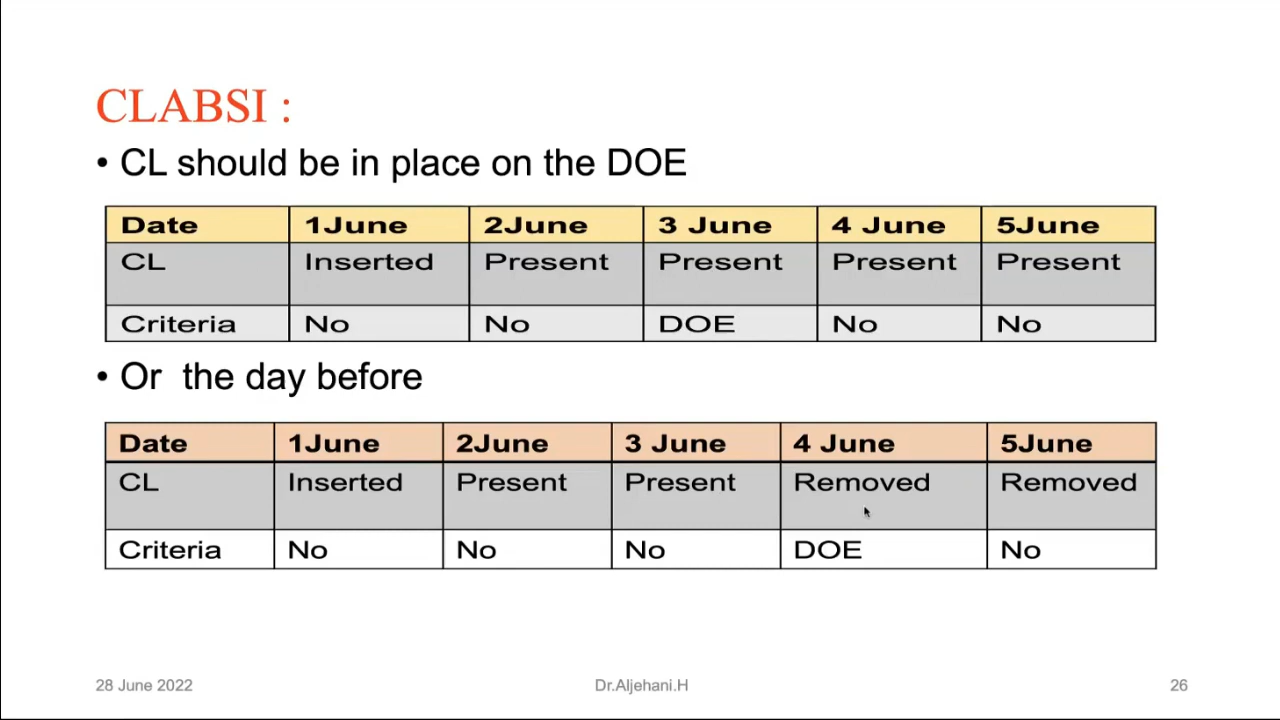 CLABSI :
• CL should be in place on the DOE
Date 1June 2June 3 June 4 June 5June
CL Inserted Present Present Present Present
Criteria No No DOE No No
• Or the day before
Date 1June 2June 3 June 4 June 5June
CL Inserted Present Present Removed Removed
Criteria No No No DOE No
28 June 2022 Dr.Aljehani.H 26